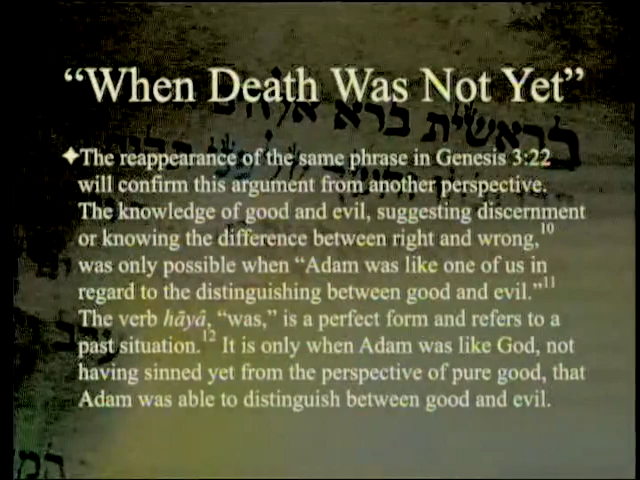 “When Death Was Not Yet”
בראשית ברא אלהים
✦The reappearance of the same phrase in Genesis 3:22
will confirm this argument from another perspective.
The knowledge of good and evil, suggesting discernment
or knowing the difference between right and wrong,¹⁰
was only possible when “Adam was like one of us in
regard to the distinguishing between good and evil.”¹¹
The verb hāyâ, “was,” is a perfect form and refers to a
past situation.¹² It is only when Adam was like God, not
having sinned yet from the perspective of pure good, that
Adam was able to distinguish between good and evil.